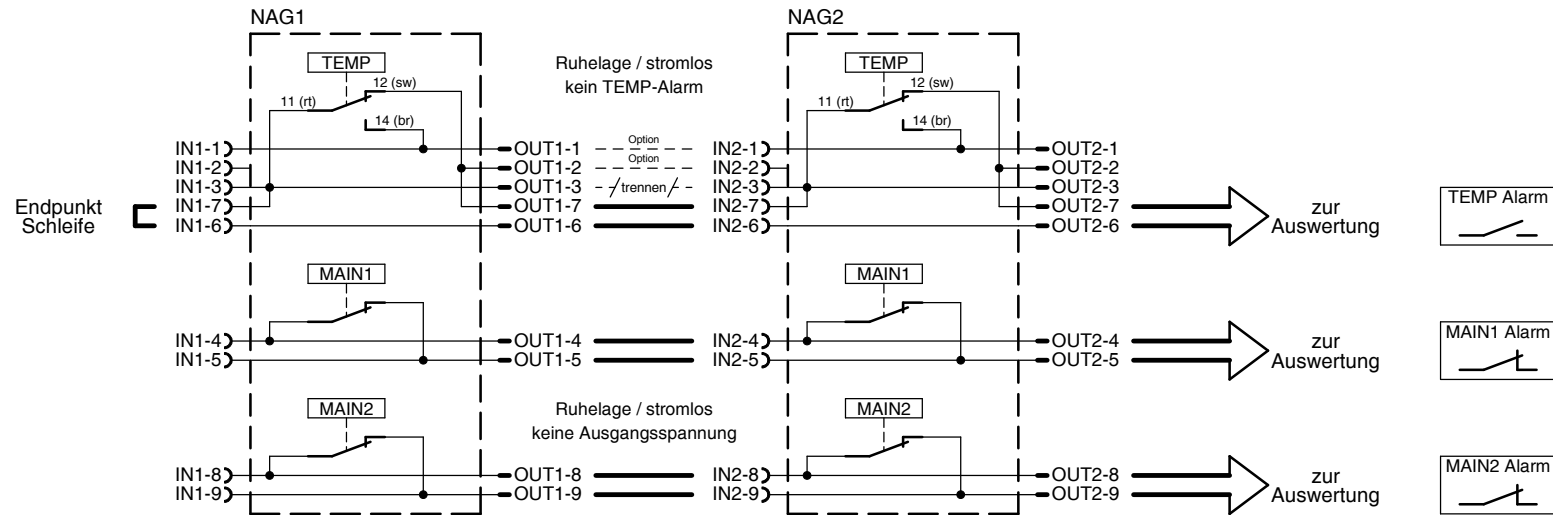 NAG1
NAG2
TEMP
11 (rt)
12 (sw)
14 (br)
Ruhelage / stromlos
kein TEMP-Alarm
TEMP
11 (rt)
12 (sw)
14 (br)
IN1-1
IN1-2
IN1-3
IN1-7
IN1-6
Endpunkt
Schleife
OUT1-1
OUT1-2
OUT1-3
OUT1-7
OUT1-6
Option
Option
trennen
IN2-1
IN2-2
IN2-3
IN2-7
IN2-6
OUT2-1
OUT2-2
OUT2-3
OUT2-7
OUT2-6
zur
Auswertung
TEMP Alarm
MAIN1
MAIN1
IN1-4
IN1-5
OUT1-4
OUT1-5
IN2-4
IN2-5
OUT2-4
OUT2-5
zur
Auswertung
MAIN1 Alarm
MAIN2
Ruhelage / stromlos
keine Ausgangsspannung
MAIN2
IN1-8
IN1-9
OUT1-8
OUT1-9
IN2-8
IN2-9
OUT2-8
OUT2-9
zur
Auswertung
MAIN2 Alarm